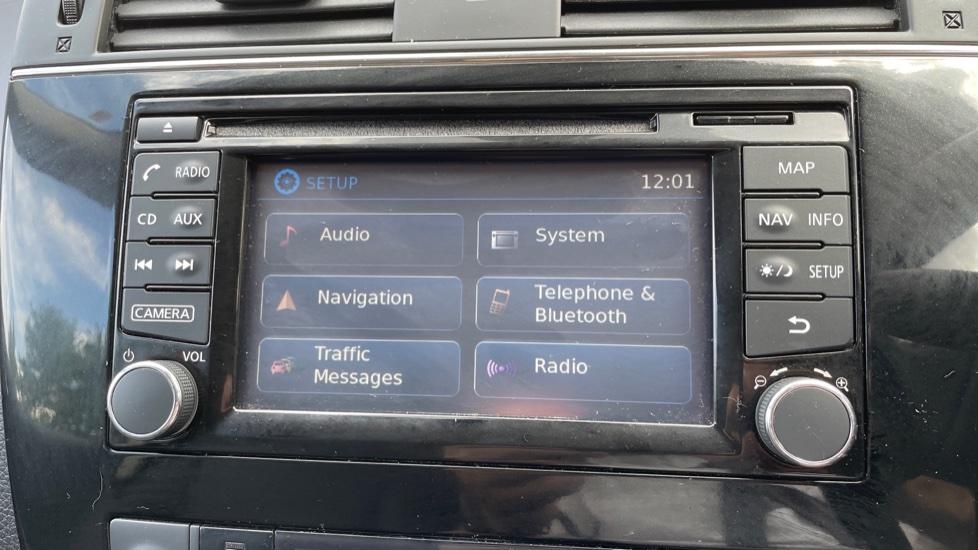 SETUP 12:01
Audio
System
Navigation
Telephone &
Bluetooth
Traffic
Messages
Radio
RADIO
CD AUX
CAMERA
VOL
MAP
NAV INFO
SETUP